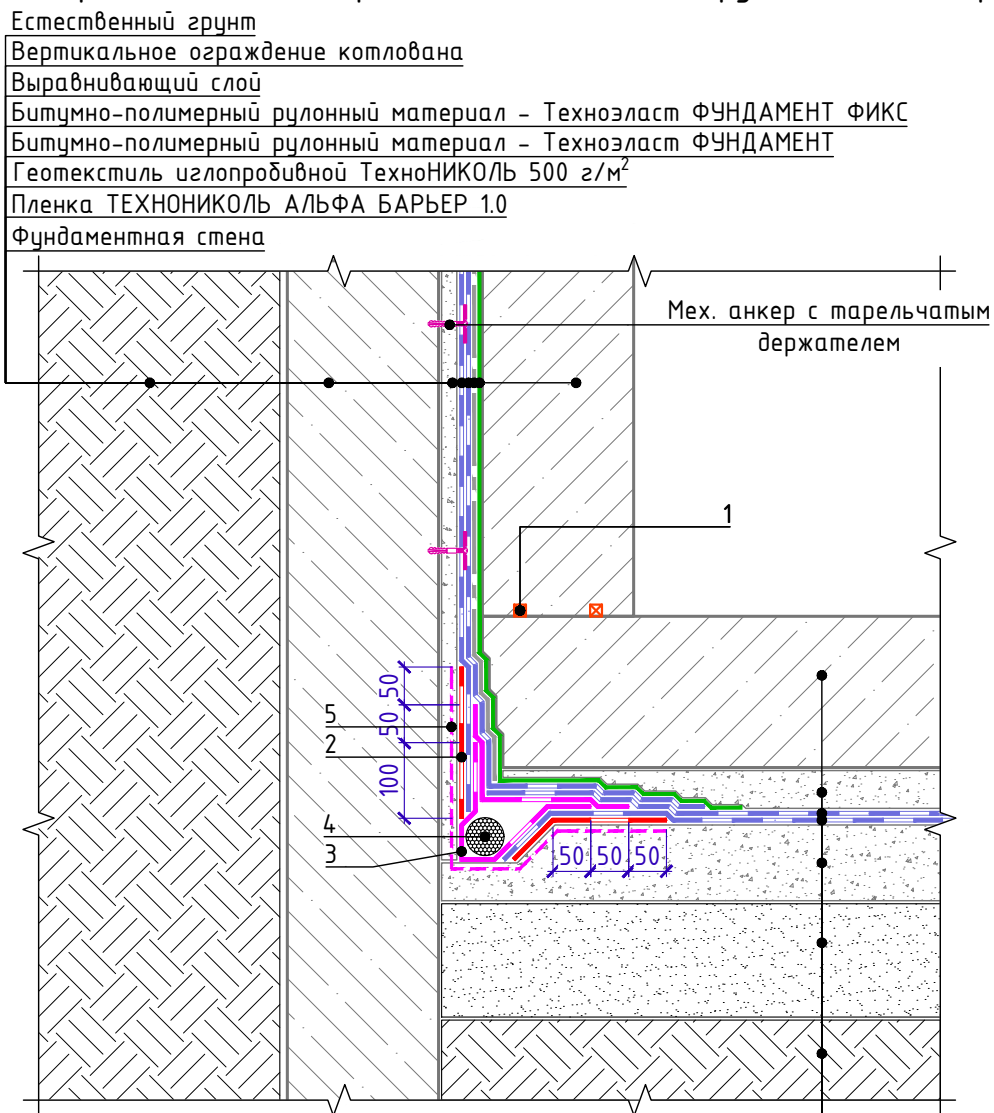 Естественный грунт
Вертикальное ограждение котлована
Выравнивающий слой
Битумно-полимерный рулонный материал - Техноэласт ФУНДАМЕНТ ФИКС
Битумно-полимерный рулонный материал - Техноэласт ФУНДАМЕНТ
Геотекстиль иглопробивной ТехноНИКОЛЬ 500 г/м²
Пленка ТЕХНОНИКОЛЬ АЛЬФА БАРЬЕР 1.0
Фундаментная стена
Мех. анкер с тарельчатым
держателем
1
50
50
100
5
2
4
3
50 50 50